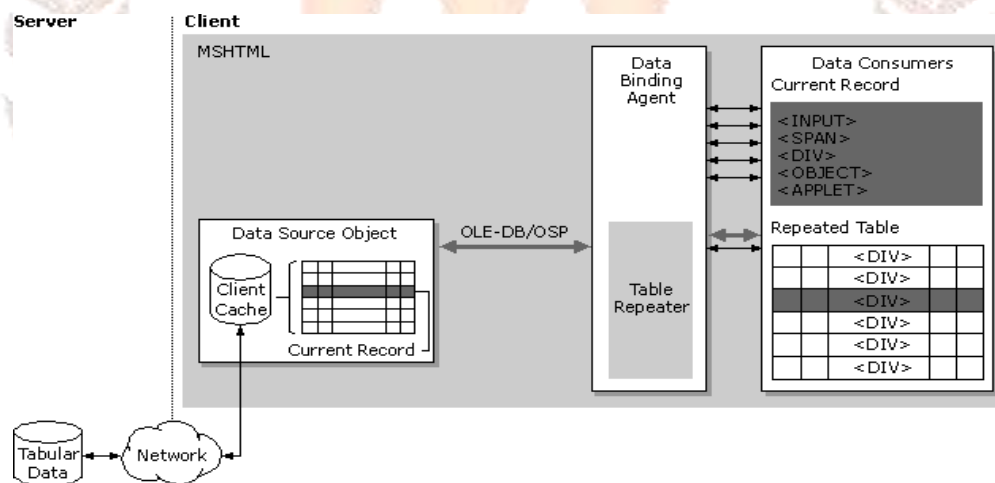 Server
Client
MSHTML
Data
Binding
Agent
Data Consumers
Current Record
<INPUT>
<SPAN>
<DIV>
<OBJECT>
<APPLET>
Data Source Object
OLE-DB/OSP
Client
Cache
Current Record
Table
Repeater
Repeated Table
<DIV>
<DIV>
<DIV>
<DIV>
<DIV>
<DIV>
Tabular
Data
Network